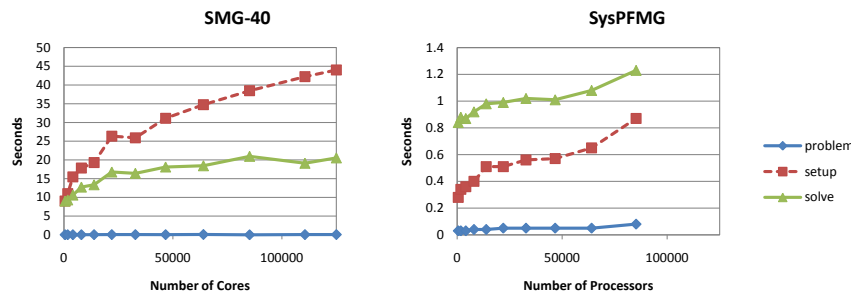 SMG-40
50
45
40
35
30
25
20
15
10
5
0
Seconds
0
50000
100000
Number of Cores
SysPFMG
1.4
1.2
1
0.8
0.6
0.4
0.2
0
Seconds
0
50000
100000
Number of Processors
problem
setup
solve